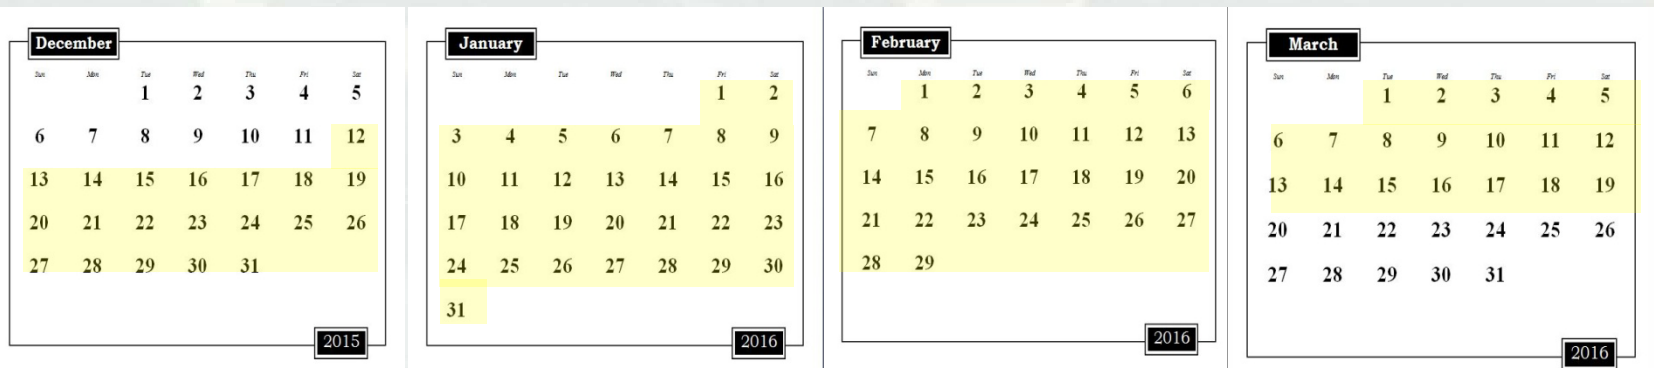 December
Sun Mon Tue Wed Thu Fri Sat
1 2 3 4 5
6 7 8 9 10 11 12
13 14 15 16 17 18 19
20 21 22 23 24 25 26
27 28 29 30 31
2015
January
Sun Mon Tue Wed Thu Fri Sat
1 2
3 4 5 6 7 8 9
10 11 12 13 14 15 16
17 18 19 20 21 22 23
24 25 26 27 28 29 30
31
2016
February
Sun Mon Tue Wed Thu Fri Sat
1 2 3 4 5 6
7 8 9 10 11 12 13
14 15 16 17 18 19 20
21 22 23 24 25 26 27
28 29
2016
March
Sun Mon Tue Wed Thu Fri Sat
1 2 3 4 5
6 7 8 9 10 11 12
13 14 15 16 17 18 19
20 21 22 23 24 25 26
27 28 29 30 31
2016